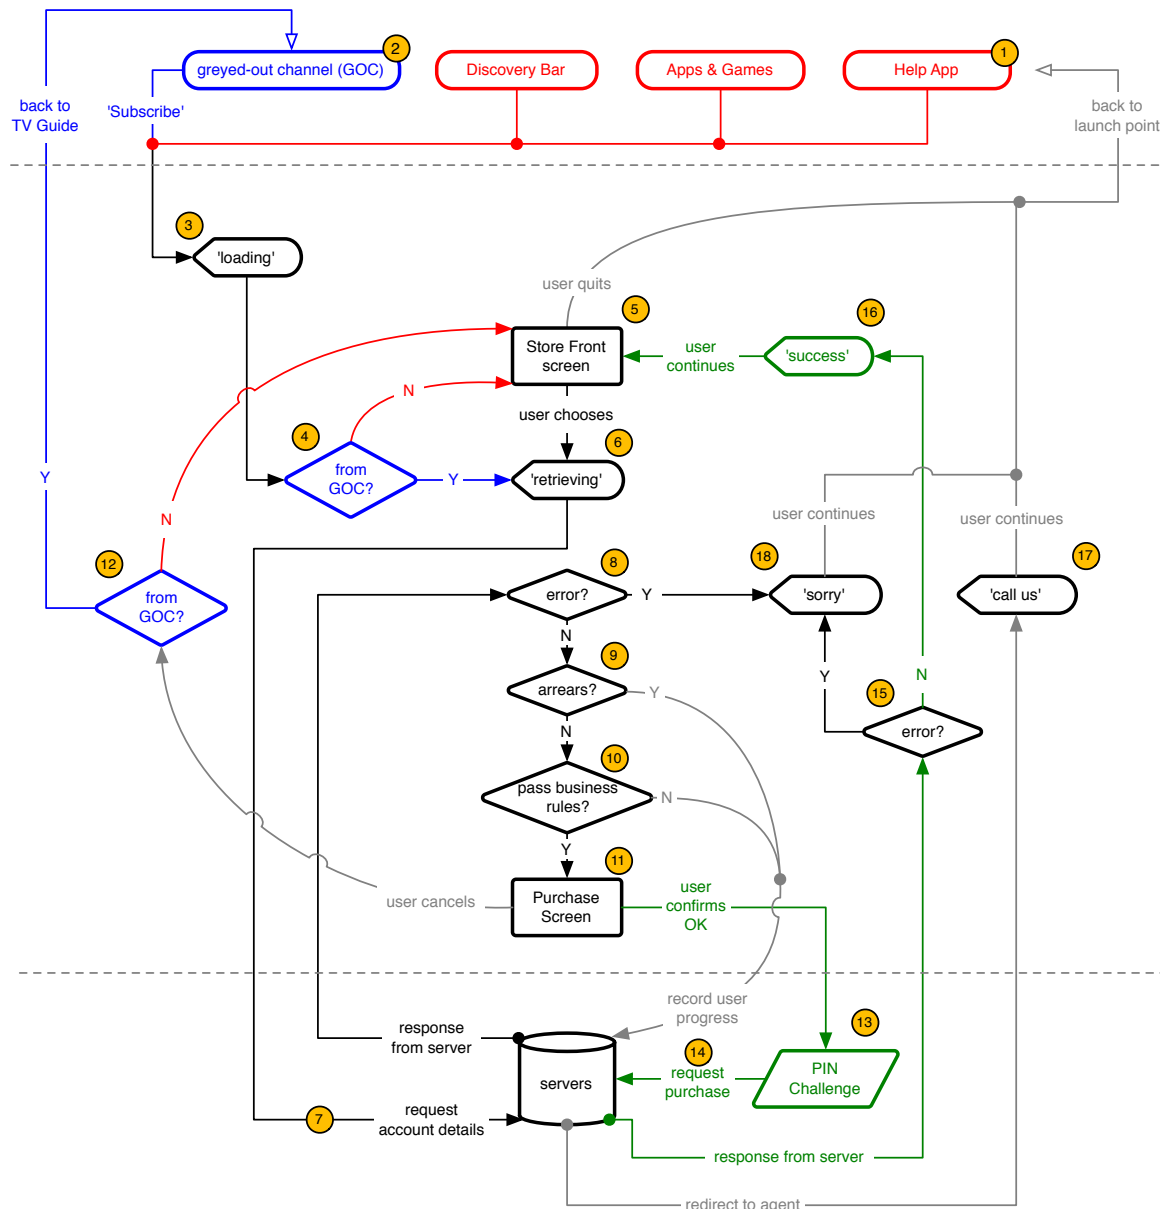 2
1
greyed-out channel (GOC)
Discovery Bar
Apps & Games
Help App
back to
TV Guide
'Subscribe'
back to
launch point
3
'loading'
user quits
5
16
Store Front
screen
user
continues
'success'
N
user chooses
4
6
from
GOC?
Y
'retrieving'
Y
N
user continues
user continues
12
8
18
17
from
GOC?
error?
Y
'sorry'
'call us'
N
9
arrears?
Y
Y
N
15
N
error?
10
pass business
rules?
N
Y
11
user
confirms
OK
user cancels
Purchase
Screen
record user
progress
13
response
from server
14
request
purchase
PIN
Challenge
servers
7
request
account details
response from server
redirect to agent